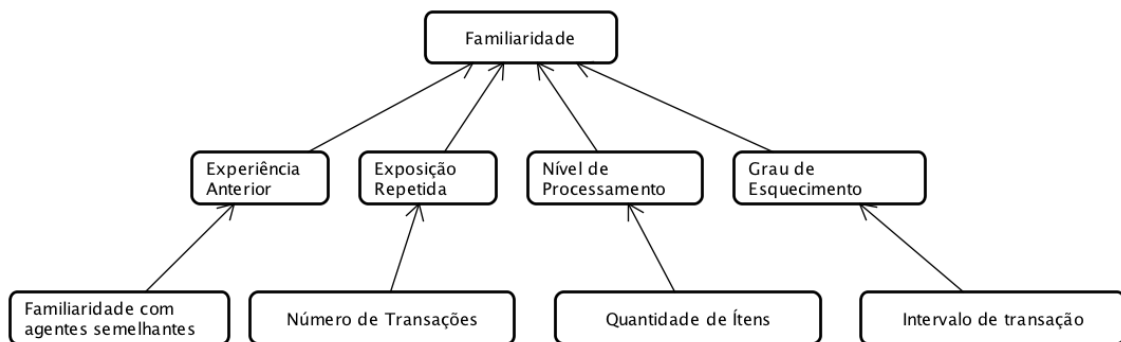 Familiaridade
Experiência
Anterior
Exposição
Repetida
Nível de
Processamento
Grau de
Esquecimento
Familiaridade com
agentes semelhantes
Número de Transações
Quantidade de Ítens
Intervalo de transação